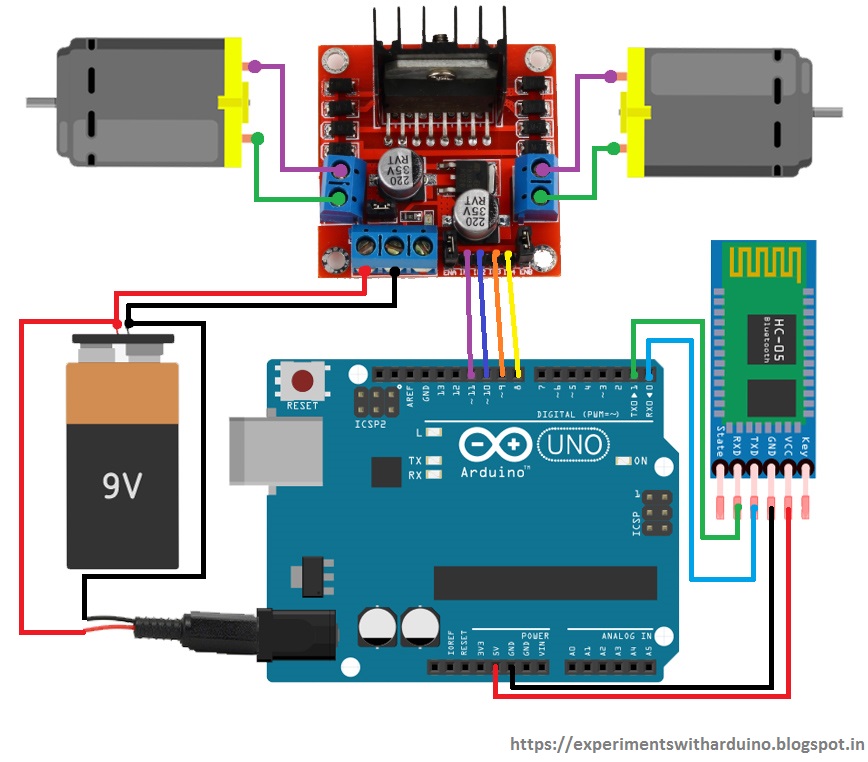 220
35V
RVT
220
35V
RVT
HC-05
Bluetooth
State
RXD
TXD
GND
VCC
Key
9V
RESET
ICSP2
AREF
GND
13
12
~11
~10
~9
8
7
~6
~5
4
~3
2
TX0▶1
RX0◀0
DIGITAL (PWM=~)
L
TX
RX
UNO
Arduino™
ON
1
ICSP
POWER
ANALOG IN
IOREF
RESET
3V3
5V
GND
GND
VIN
A0
A1
A2
A3
A4
A5
https://experimentswitharduino.blogspot.in